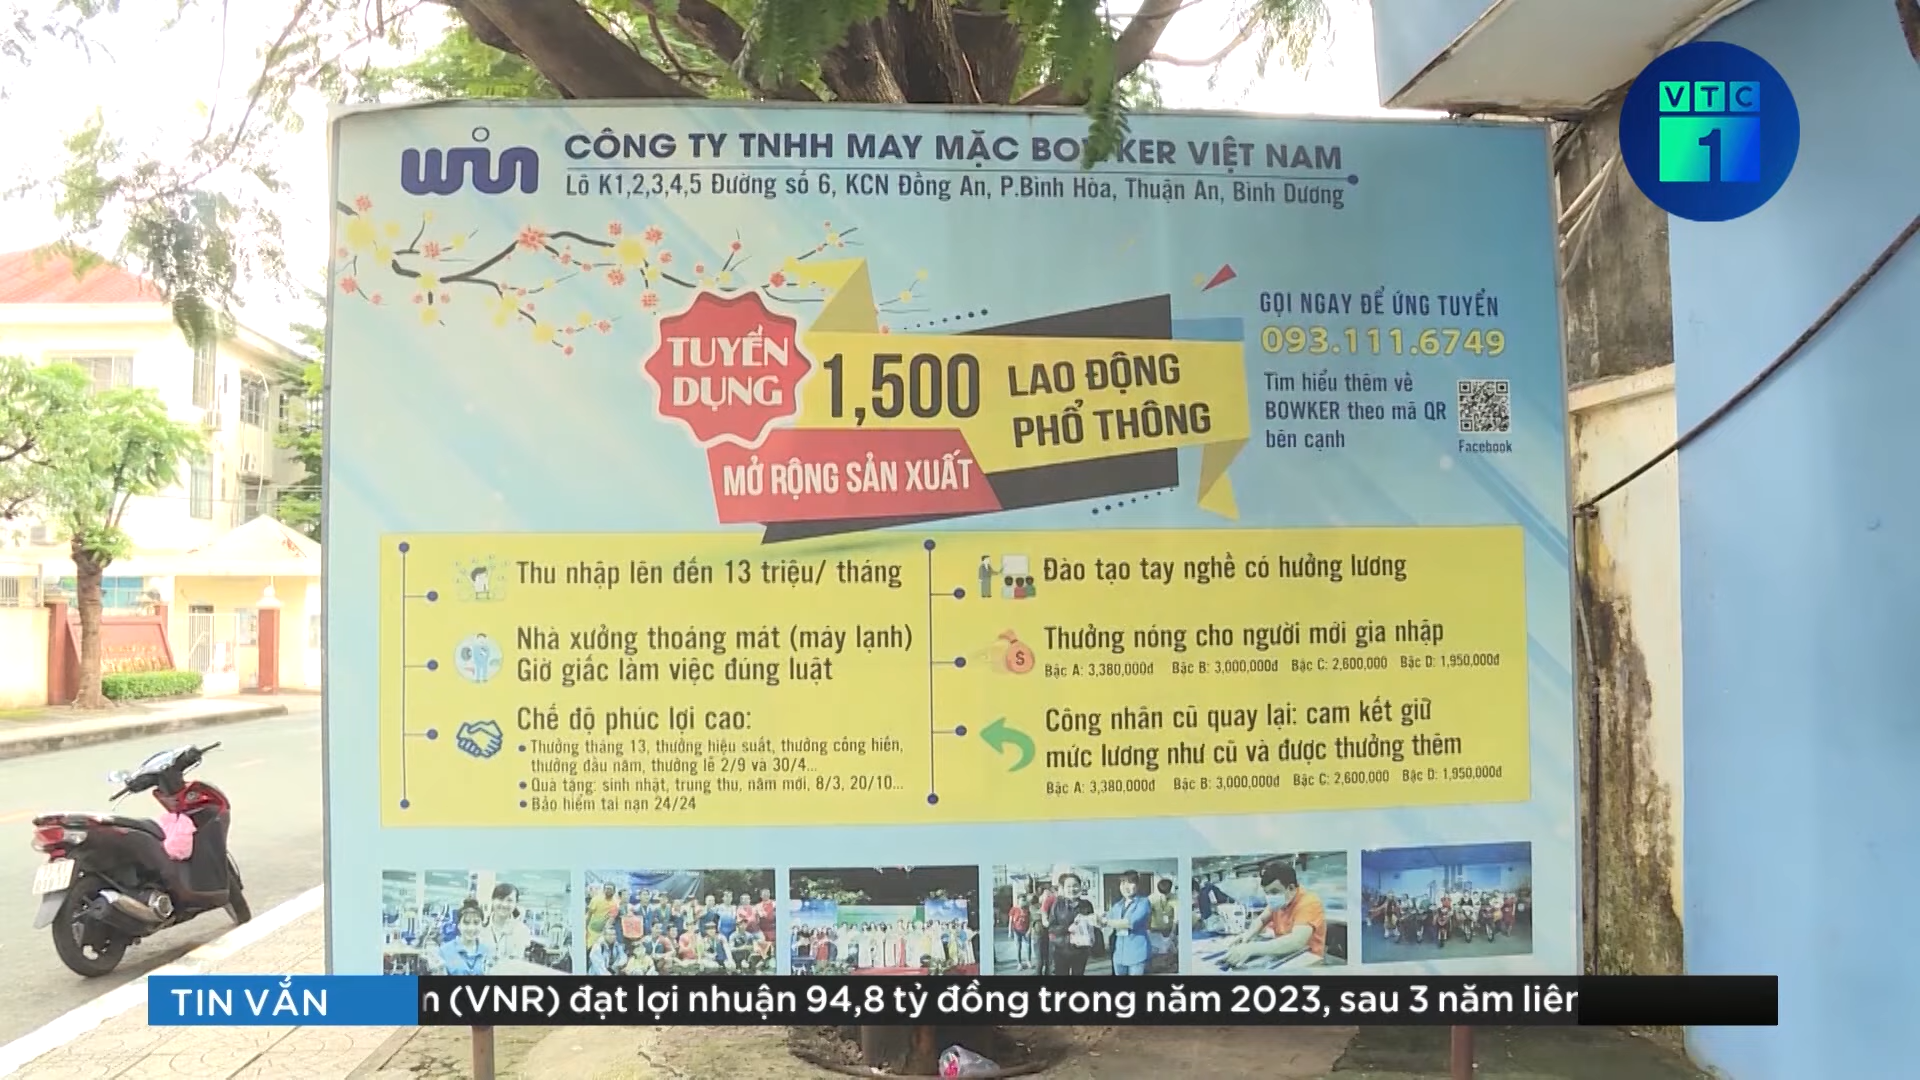 VTC
1
WIN
CÔNG TY TNHH MAY MẶC BOWKER VIỆT NAM
Lô K1,2,3,4,5 Đường số 6, KCN Đồng An, P.Bình Hòa, Thuận An, Bình Dương
TUYỂN
DỤNG
1,500
LAO ĐỘNG
PHỔ THÔNG
MỞ RỘNG SẢN XUẤT
GỌI NGAY ĐỂ ỨNG TUYỂN
093.111.6749
Tìm hiểu thêm về
BOWKER theo mã QR
bên cạnh
Facebook
Thu nhập lên đến 13 triệu/ tháng
Nhà xưởng thoáng mát (máy lạnh)
Giờ giấc làm việc đúng luật
Chế độ phúc lợi cao:
• Thưởng tháng 13, thưởng hiệu suất, thưởng cống hiến,
thưởng đầu năm, thưởng lễ 2/9 và 30/4...
• Quà tặng: sinh nhật, trung thu, năm mới, 8/3, 20/10...
• Bảo hiểm tai nạn 24/24
Đào tạo tay nghề có hưởng lương
Thưởng nóng cho người mới gia nhập
Bậc A: 3,380,000đ Bậc B: 3,000,000đ Bậc C: 2,600,000 Bậc D: 1,950,000đ
Công nhân cũ quay lại: cam kết giữ
mức lương như cũ và được thưởng thêm
Bậc A: 3,380,000đ Bậc B: 3,000,000đ Bậc C: 2,600,000 Bậc D: 1,950,000đ
TIN VẮN
n (VNR) đạt lợi nhuận 94,8 tỷ đồng trong năm 2023, sau 3 năm liên